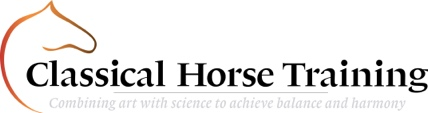 Classical Horse Training
Combining art with science to achieve balance and harmony